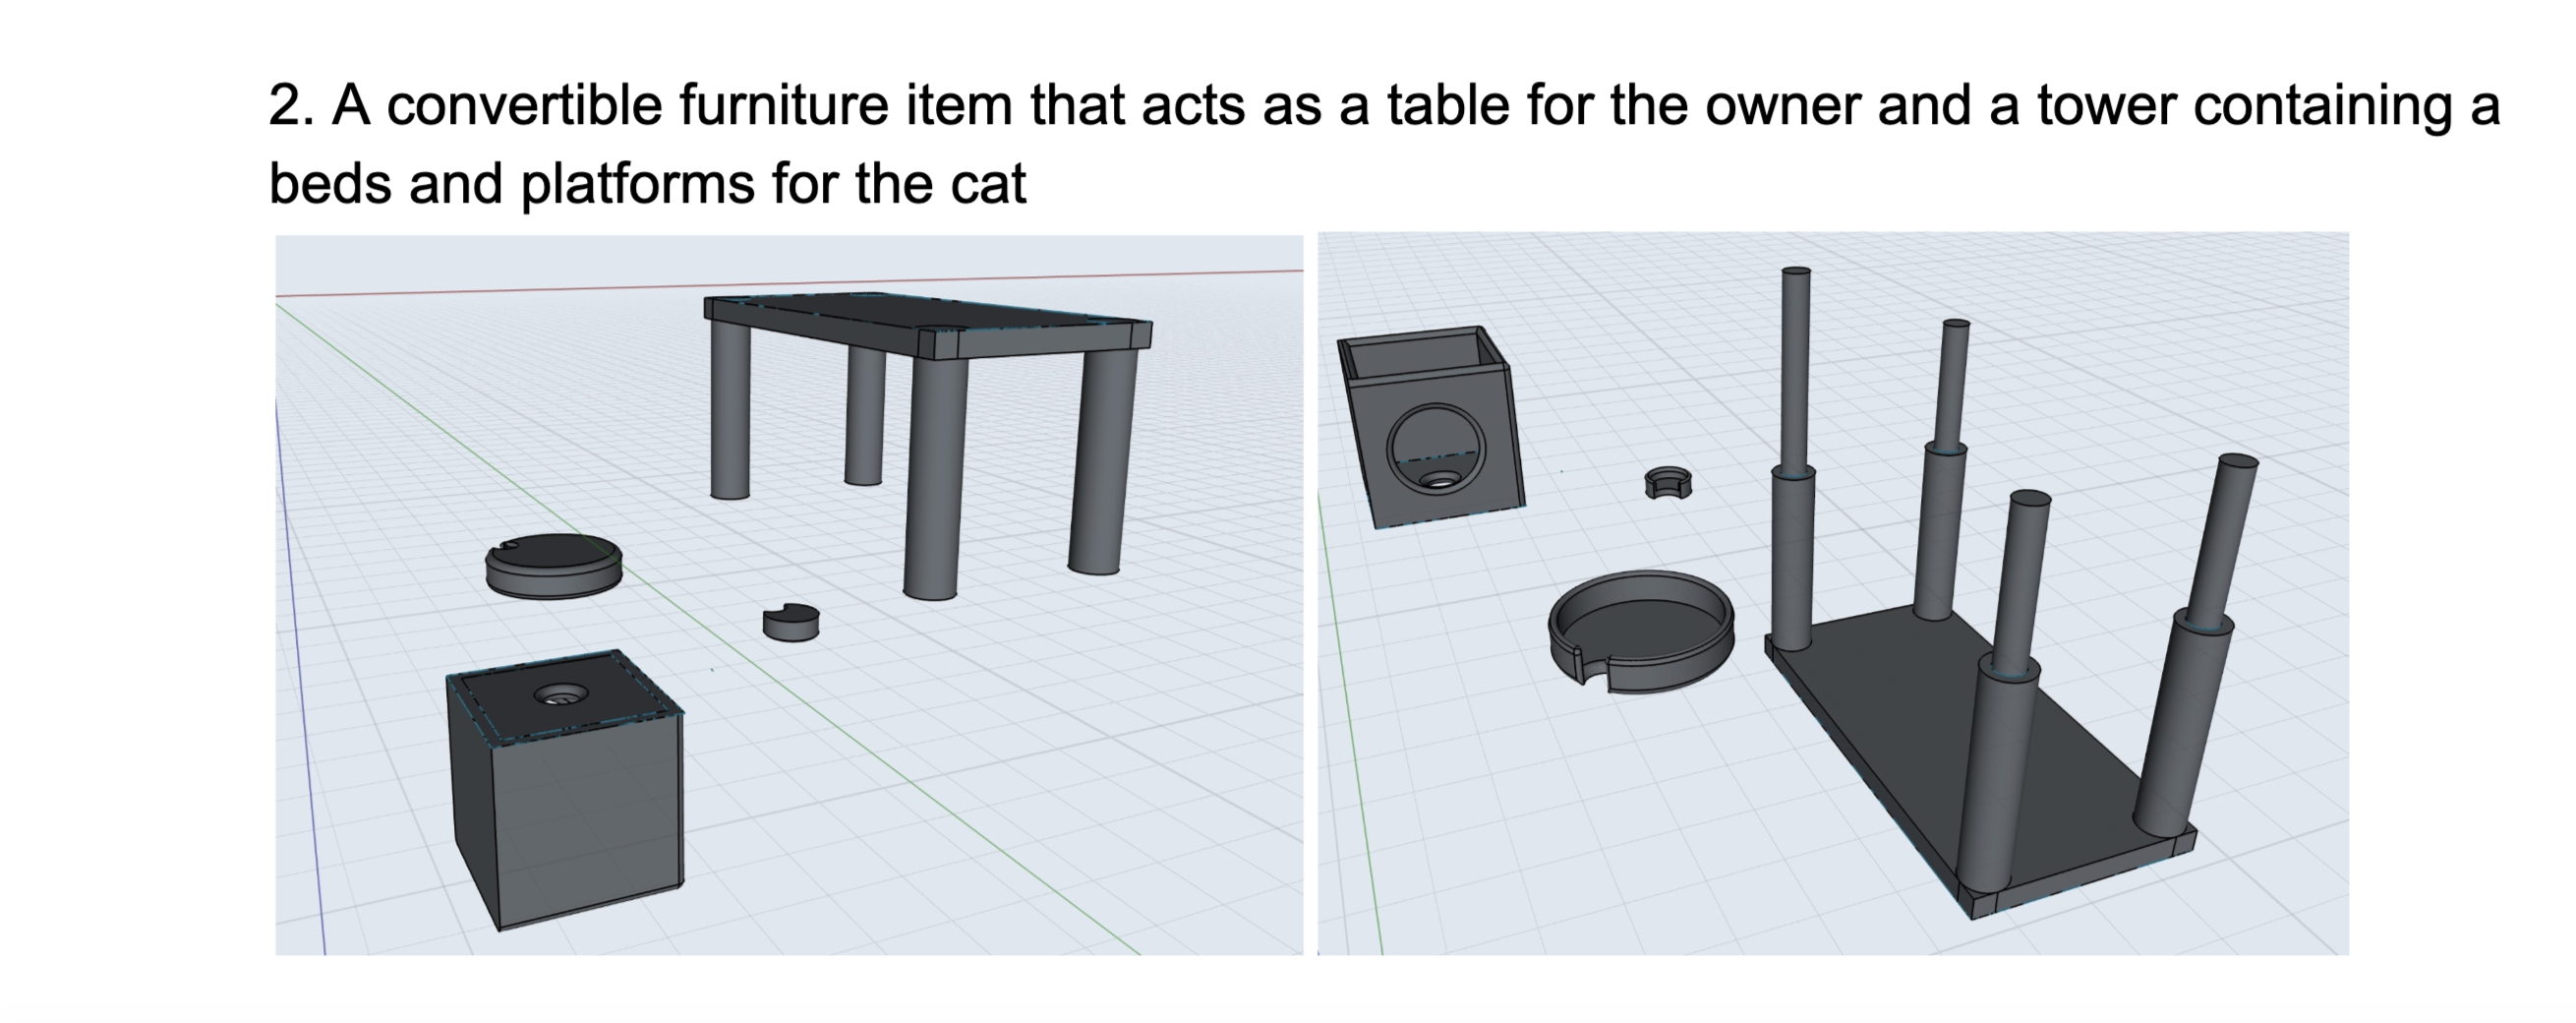 2. A convertible furniture item that acts as a table for the owner and a tower containing a
beds and platforms for the cat